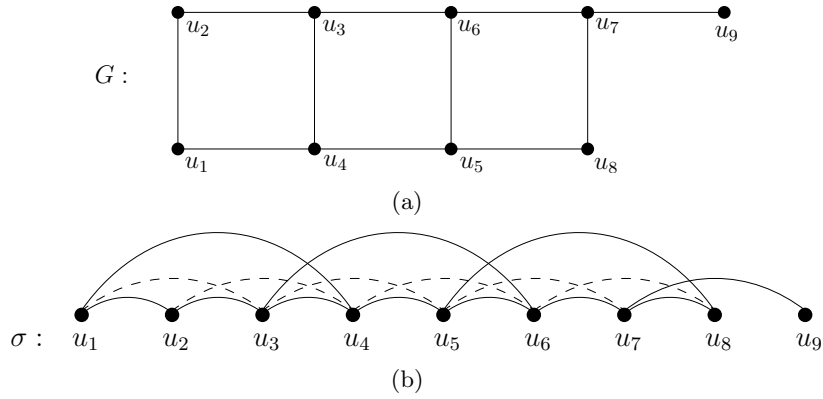 u₂ u₃ u₆ u₇ u₉
G :
u₁ u₄ u₅ u₈
(a)
σ : u₁ u₂ u₃ u₄ u₅ u₆ u₇ u₈ u₉
(b)